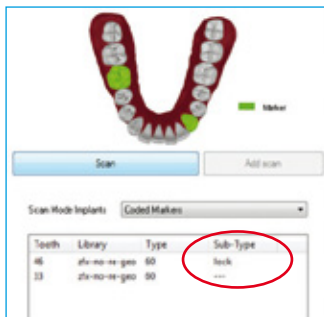 Marker
Scan Add scan
Scan Mode Implants Coded Markers
Tooth Library Type Sub-Type
46 zfx-no-re-geo 60 lock
33 zfx-no-re-geo 60 ---